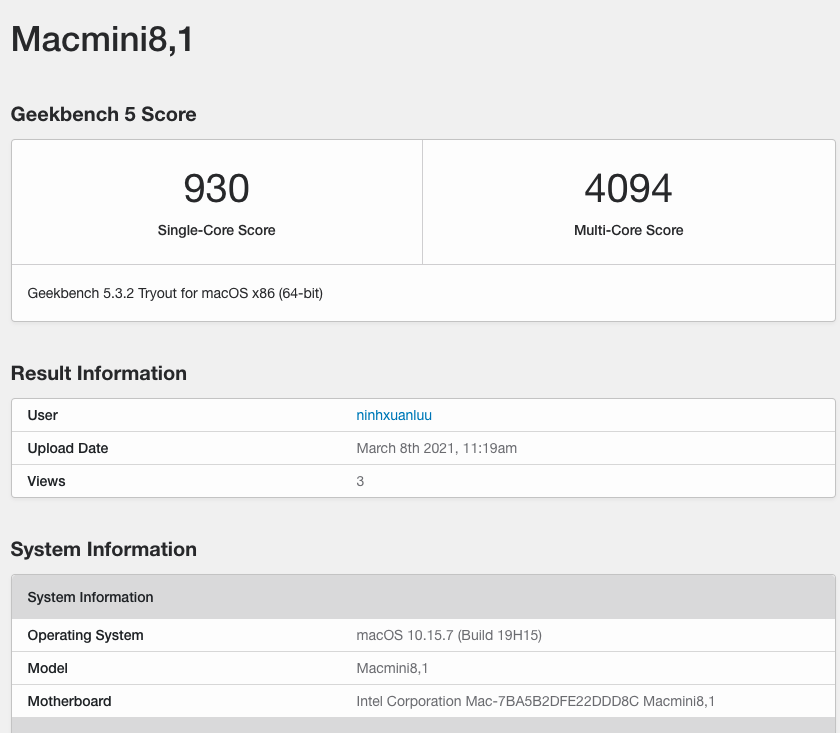 Macmini8,1
Geekbench 5 Score
930
Single-Core Score
4094
Multi-Core Score
Geekbench 5.3.2 Tryout for macOS x86 (64-bit)
Result Information
User ninhxuanluu
Upload Date March 8th 2021, 11:19am
Views 3
System Information
System Information
Operating System macOS 10.15.7 (Build 19H15)
Model Macmini8,1
Motherboard Intel Corporation Mac-7BA5B2DFE22DDD8C Macmini8,1